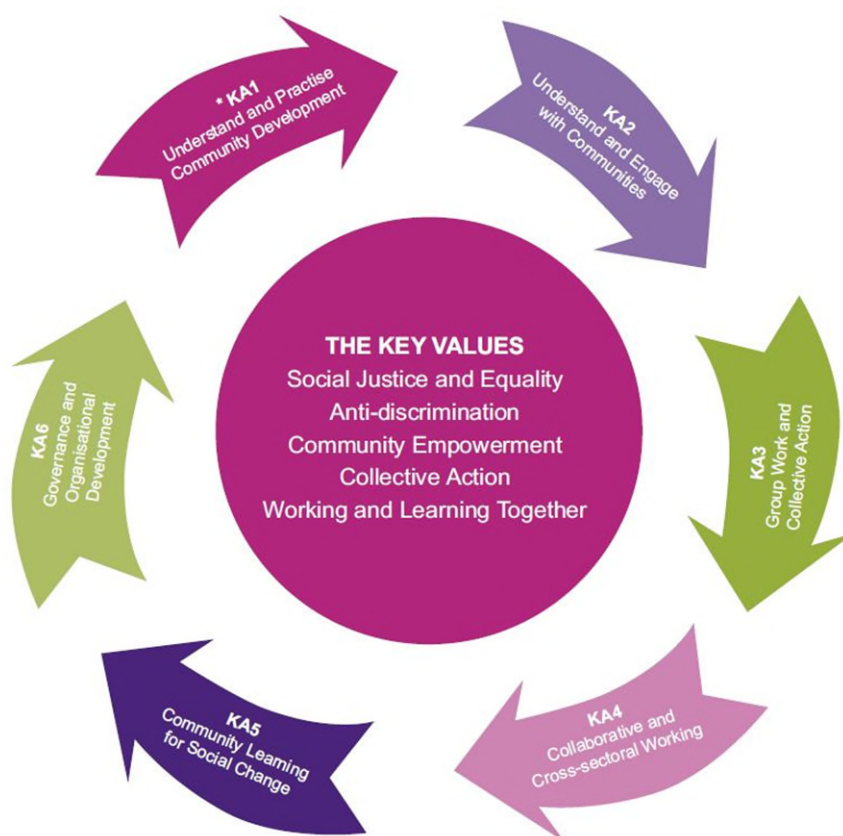 * KA1
Understand and Practise
Community Development
KA2
Understand and Engage
with Communities
KA3
Group Work and
Collective Action
KA4
Collaborative and
Cross-sectoral Working
KA5
Community Learning
for Social Change
KA6
Governance and
Organisational
Development
THE KEY VALUES
Social Justice and Equality
Anti-discrimination
Community Empowerment
Collective Action
Working and Learning Together